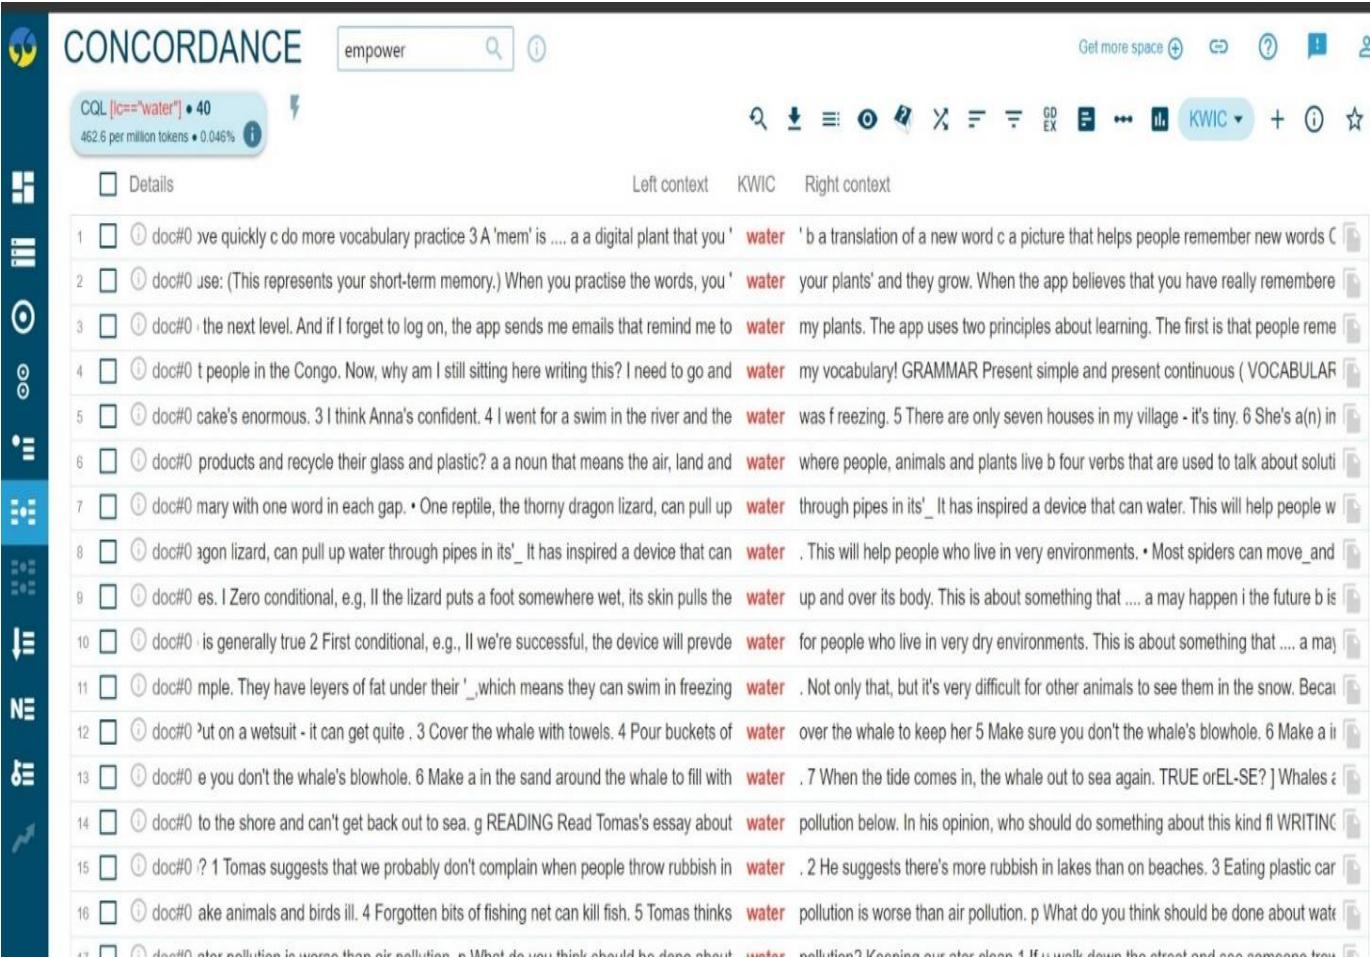 CONCORDANCE empower Get more space
CQL [lc=="water"] • 40
462.6 per million tokens • 0.046%
GD EX KWIC
Details Left context KWIC Right context
1 doc#0 ove quickly c do more vocabulary practice 3 A 'mem' is .... a a digital plant that you ' water ' b a translation of a new word c a picture that helps people remember new words C
2 doc#0 use: (This represents your short-term memory.) When you practise the words, you ' water your plants' and they grow. When the app believes that you have really remembere
3 doc#0 the next level. And if I forget to log on, the app sends me emails that remind me to water my plants. The app uses two principles about learning. The first is that people reme
4 doc#0 t people in the Congo. Now, why am I still sitting here writing this? I need to go and water my vocabulary! GRAMMAR Present simple and present continuous ( VOCABULAR
5 doc#0 cake's enormous. 3 I think Anna's confident. 4 I went for a swim in the river and the water was f reezing. 5 There are only seven houses in my village - it's tiny. 6 She's a(n) in
6 doc#0 products and recycle their glass and plastic? a a noun that means the air, land and water where people, animals and plants live b four verbs that are used to talk about soluti
7 doc#0 mary with one word in each gap. • One reptile, the thorny dragon lizard, can pull up water through pipes in its'_ It has inspired a device that can water. This will help people w
8 doc#0 agon lizard, can pull up water through pipes in its'_ It has inspired a device that can water . This will help people who live in very environments. • Most spiders can move_and
9 doc#0 es. I Zero conditional, e.g, II the lizard puts a foot somewhere wet, its skin pulls the water up and over its body. This is about something that .... a may happen i the future b is
10 doc#0 is generally true 2 First conditional, e.g., II we're successful, the device will prevde water for people who live in very dry environments. This is about something that .... a may
11 doc#0 mple. They have leyers of fat under their '_,which means they can swim in freezing water . Not only that, but it's very difficult for other animals to see them in the snow. Becau
12 doc#0 Put on a wetsuit - it can get quite . 3 Cover the whale with towels. 4 Pour buckets of water over the whale to keep her 5 Make sure you don't the whale's blowhole. 6 Make a in
13 doc#0 e you don't the whale's blowhole. 6 Make a in the sand around the whale to fill with water . 7 When the tide comes in, the whale out to sea again. TRUE orEL-SE? ] Whales a
14 doc#0 to the shore and can't get back out to sea. g READING Read Tomas's essay about water pollution below. In his opinion, who should do something about this kind fl WRITING
15 doc#0 ? 1 Tomas suggests that we probably don't complain when people throw rubbish in water . 2 He suggests there's more rubbish in lakes than on beaches. 3 Eating plastic can
16 doc#0 ake animals and birds ill. 4 Forgotten bits of fishing net can kill fish. 5 Tomas thinks water pollution is worse than air pollution. p What do you think should be done about wate